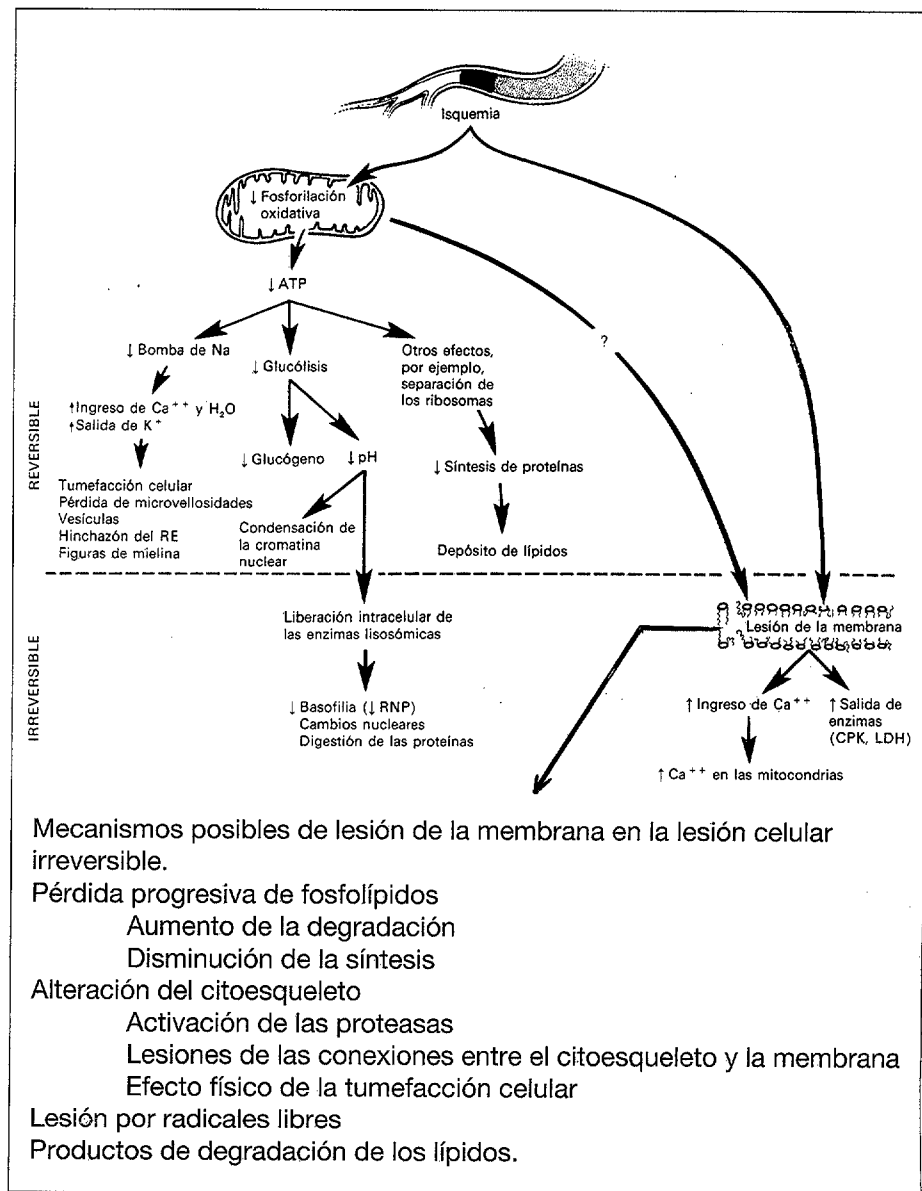 Isquemia
↓ Fosforilación
oxidativa
↓ ATP
?
↓ Bomba de Na
↓ Glucólisis
Otros efectos,
por ejemplo,
separación de
los ribosomas
↑Ingreso de Ca⁺⁺ y H₂O
↑Salida de K⁺
↓ Glucógeno
↓pH
↓ Síntesis de proteínas
REVERSIBLE
Tumefacción celular
Pérdida de microvellosidades
Vesículas
Hinchazón del RE
Figuras de mielina
Condensación de
la cromatina
nuclear
Depósito de lípidos
IRREVERSIBLE
Liberación intracelular de
las enzimas lisosómicas
↓ Basofilia (↓ RNP)
Cambios nucleares
Digestión de las proteínas
Lesión de la membrana
↑ Ingreso de Ca⁺⁺
↑ Salida de
enzimas
(CPK, LDH)
↑ Ca⁺⁺ en las mitocondrias
Mecanismos posibles de lesión de la membrana en la lesión celular
irreversible.
Pérdida progresiva de fosfolípidos
Aumento de la degradación
Disminución de la síntesis
Alteración del citoesqueleto
Activación de las proteasas
Lesiones de las conexiones entre el citoesqueleto y la membrana
Efecto físico de la tumefacción celular
Lesión por radicales libres
Productos de degradación de los lípidos.